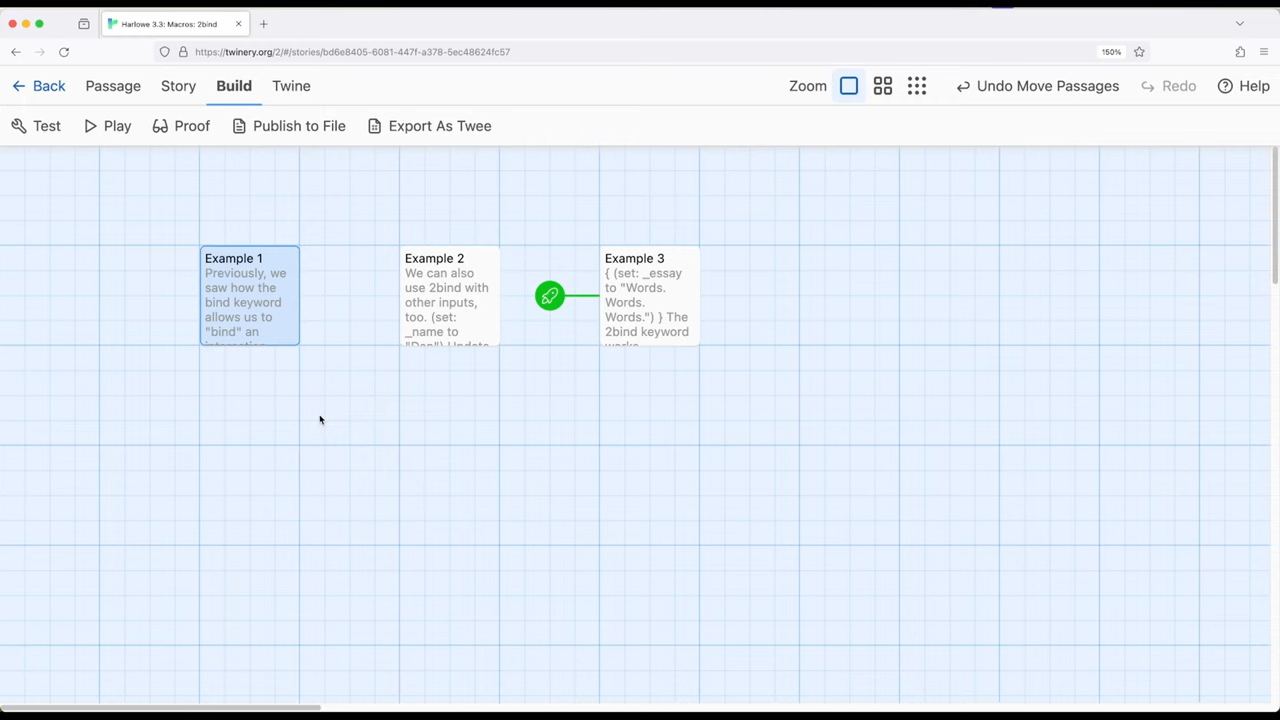 Harlowe 3.3: Macros: 2bind
https://twinery.org/2/#/stories/bd6e8405-6081-447f-a378-5ec48624fc57
150%
Back
Passage
Story
Build
Twine
Zoom
Undo Move Passages
Redo
Help
Test
Play
Proof
Publish to File
Export As Twee
Example 1
Previously, we
saw how the
bind keyword
allows us to
"bind" an
Example 2
We can also
use 2bind with
other inputs,
too. (set:
_name to
"Dan") Update
Example 3
{ (set: _essay
to "Words.
Words.
Words.") } The
2bind keyword
works